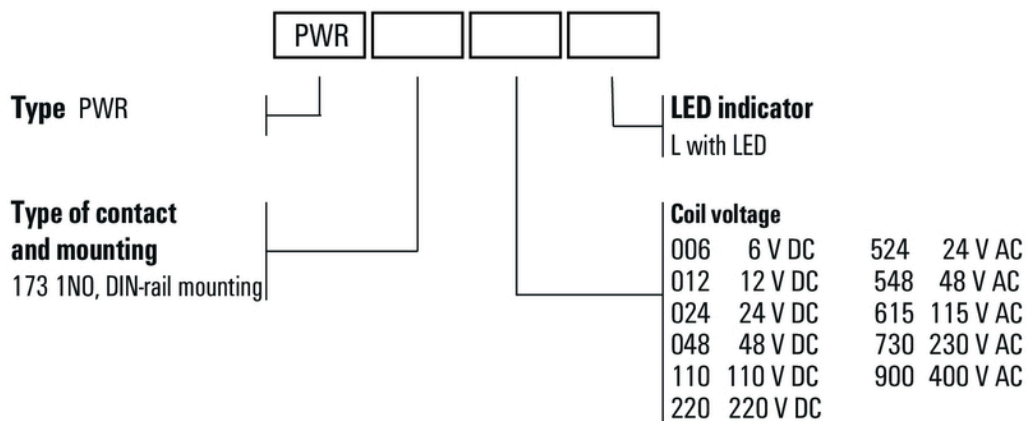 PWR
Type PWR
LED indicator
L with LED
Type of contact
and mounting
173 1NO, DIN-rail mounting
Coil voltage
006 6 V DC 524 24 V AC
012 12 V DC 548 48 V AC
024 24 V DC 615 115 V AC
048 48 V DC 730 230 V AC
110 110 V DC 900 400 V AC
220 220 V DC